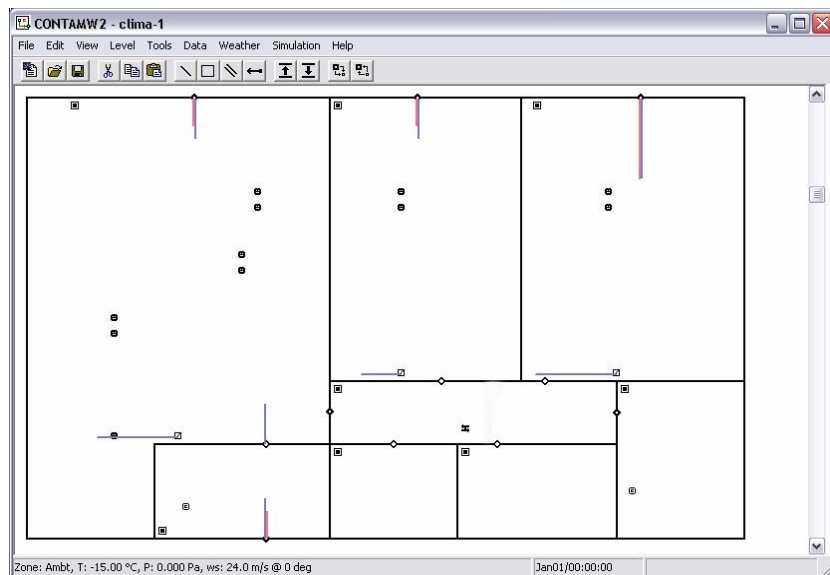 CONTAMW2 - clima-1
File Edit View Level Tools Data Weather Simulation Help
Zone: Ambt, T: -15.00 °C, P: 0.000 Pa, ws: 24.0 m/s @ 0 deg
Jan01/00:00:00